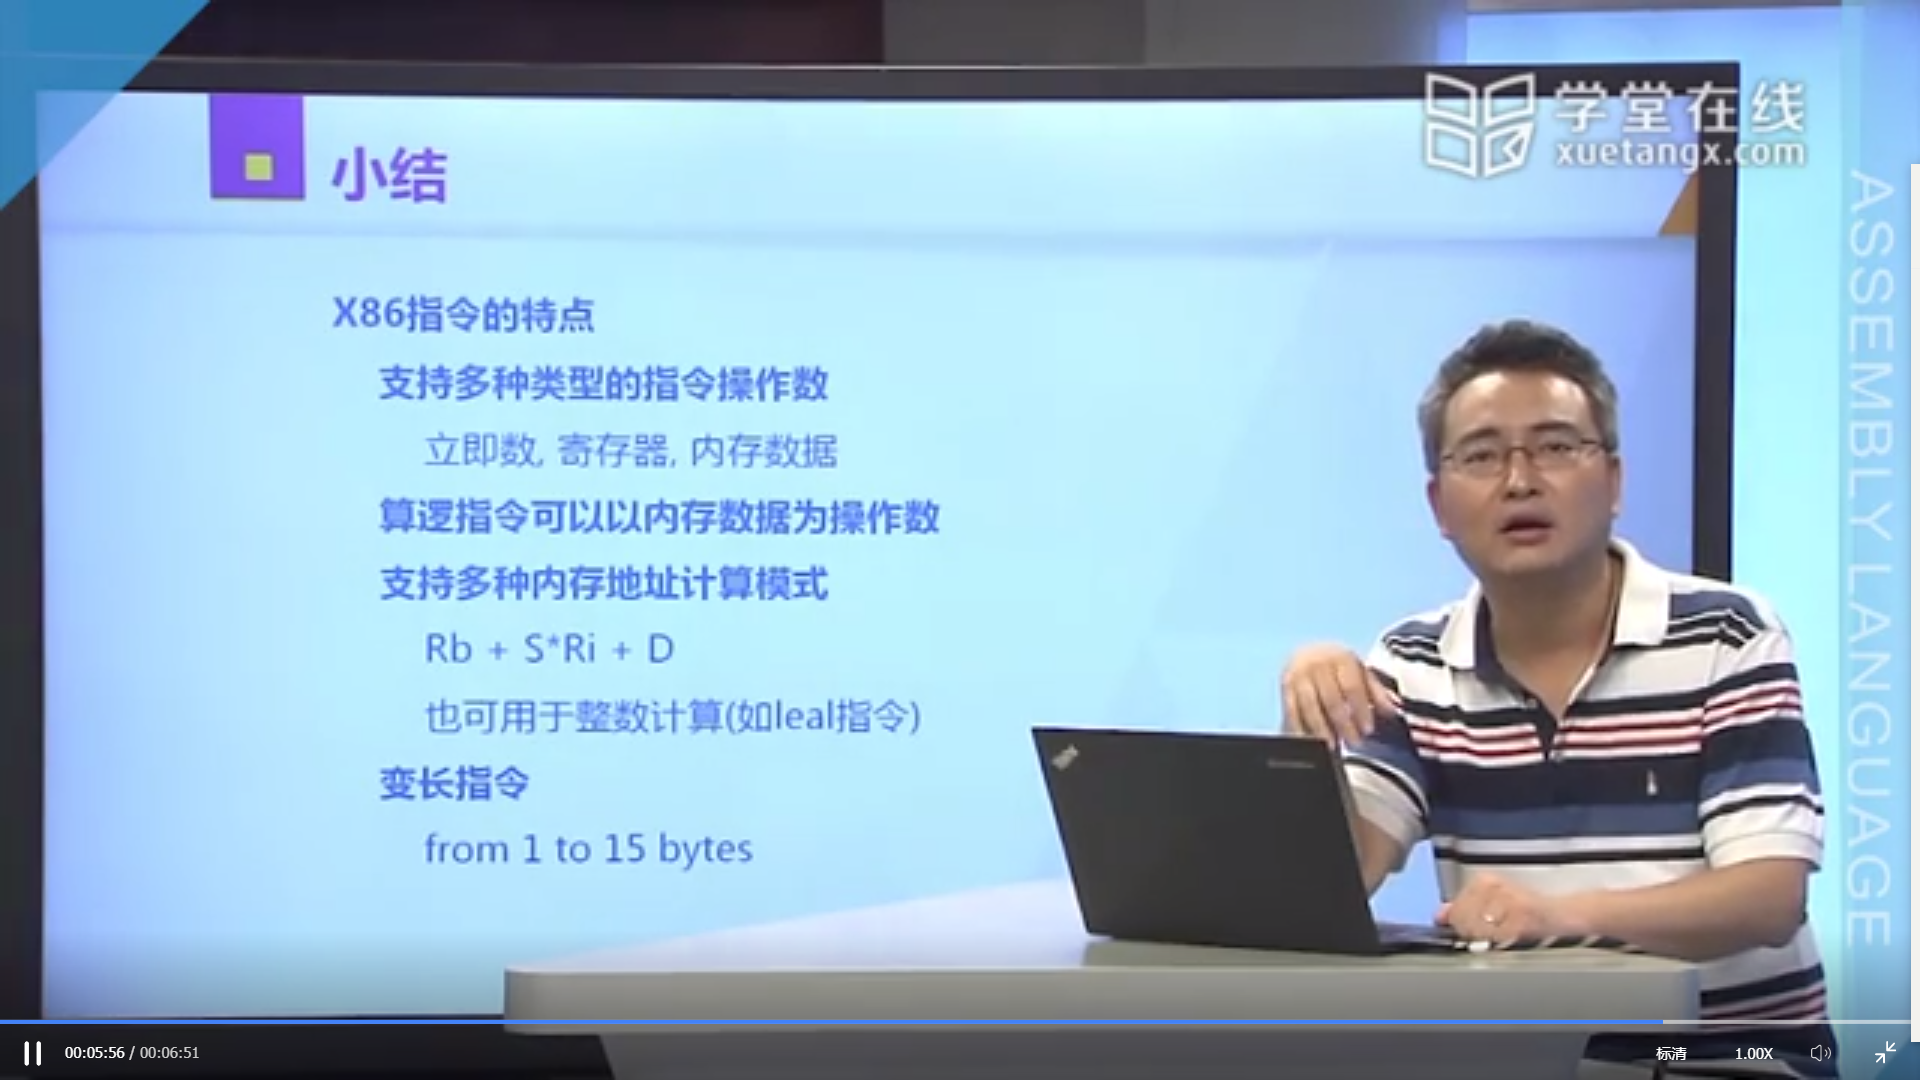 学堂在线
xuetangx.com
小结
X86指令的特点
支持多种类型的指令操作数
立即数, 寄存器, 内存数据
算逻指令可以以内存数据为操作数
支持多种内存地址计算模式
Rb + S*Ri + D
也可用于整数计算(如leal指令)
变长指令
from 1 to 15 bytes
ASSEMBLY LANGUAGE
00:05:56 / 00:06:51
标清
1.00X